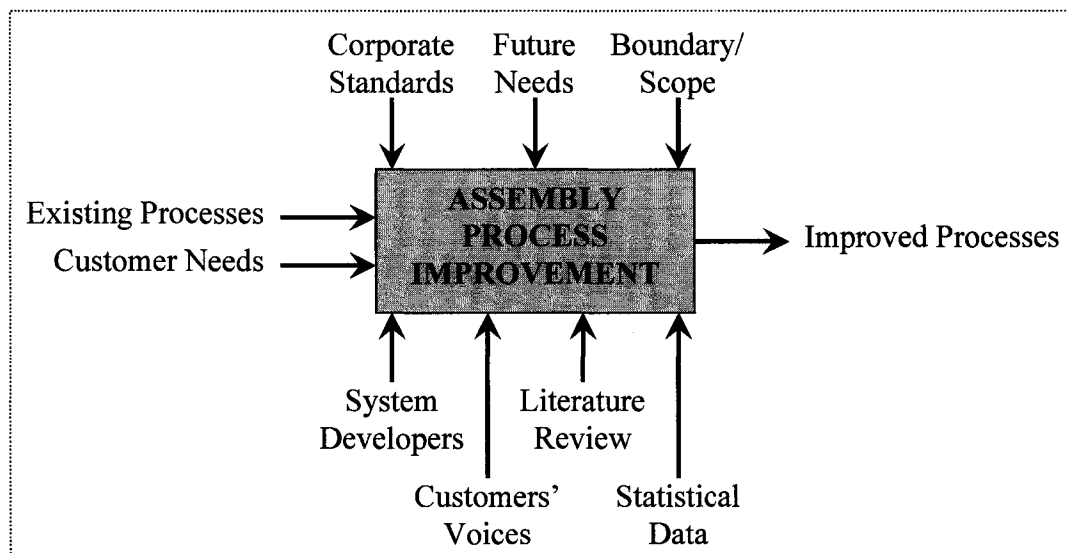 Corporate
Standards
Future
Needs
Boundary/
Scope
Existing Processes
Customer Needs
ASSEMBLY
PROCESS
IMPROVEMENT
Improved Processes
System
Developers
Literature
Review
Customers’
Voices
Statistical
Data